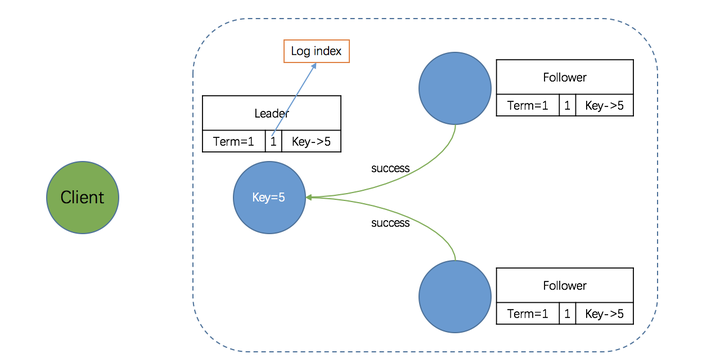 Log index
Leader
Term=1 1 Key->5
Client
Key=5
success
success
Follower
Term=1 1 Key->5
Follower
Term=1 1 Key->5